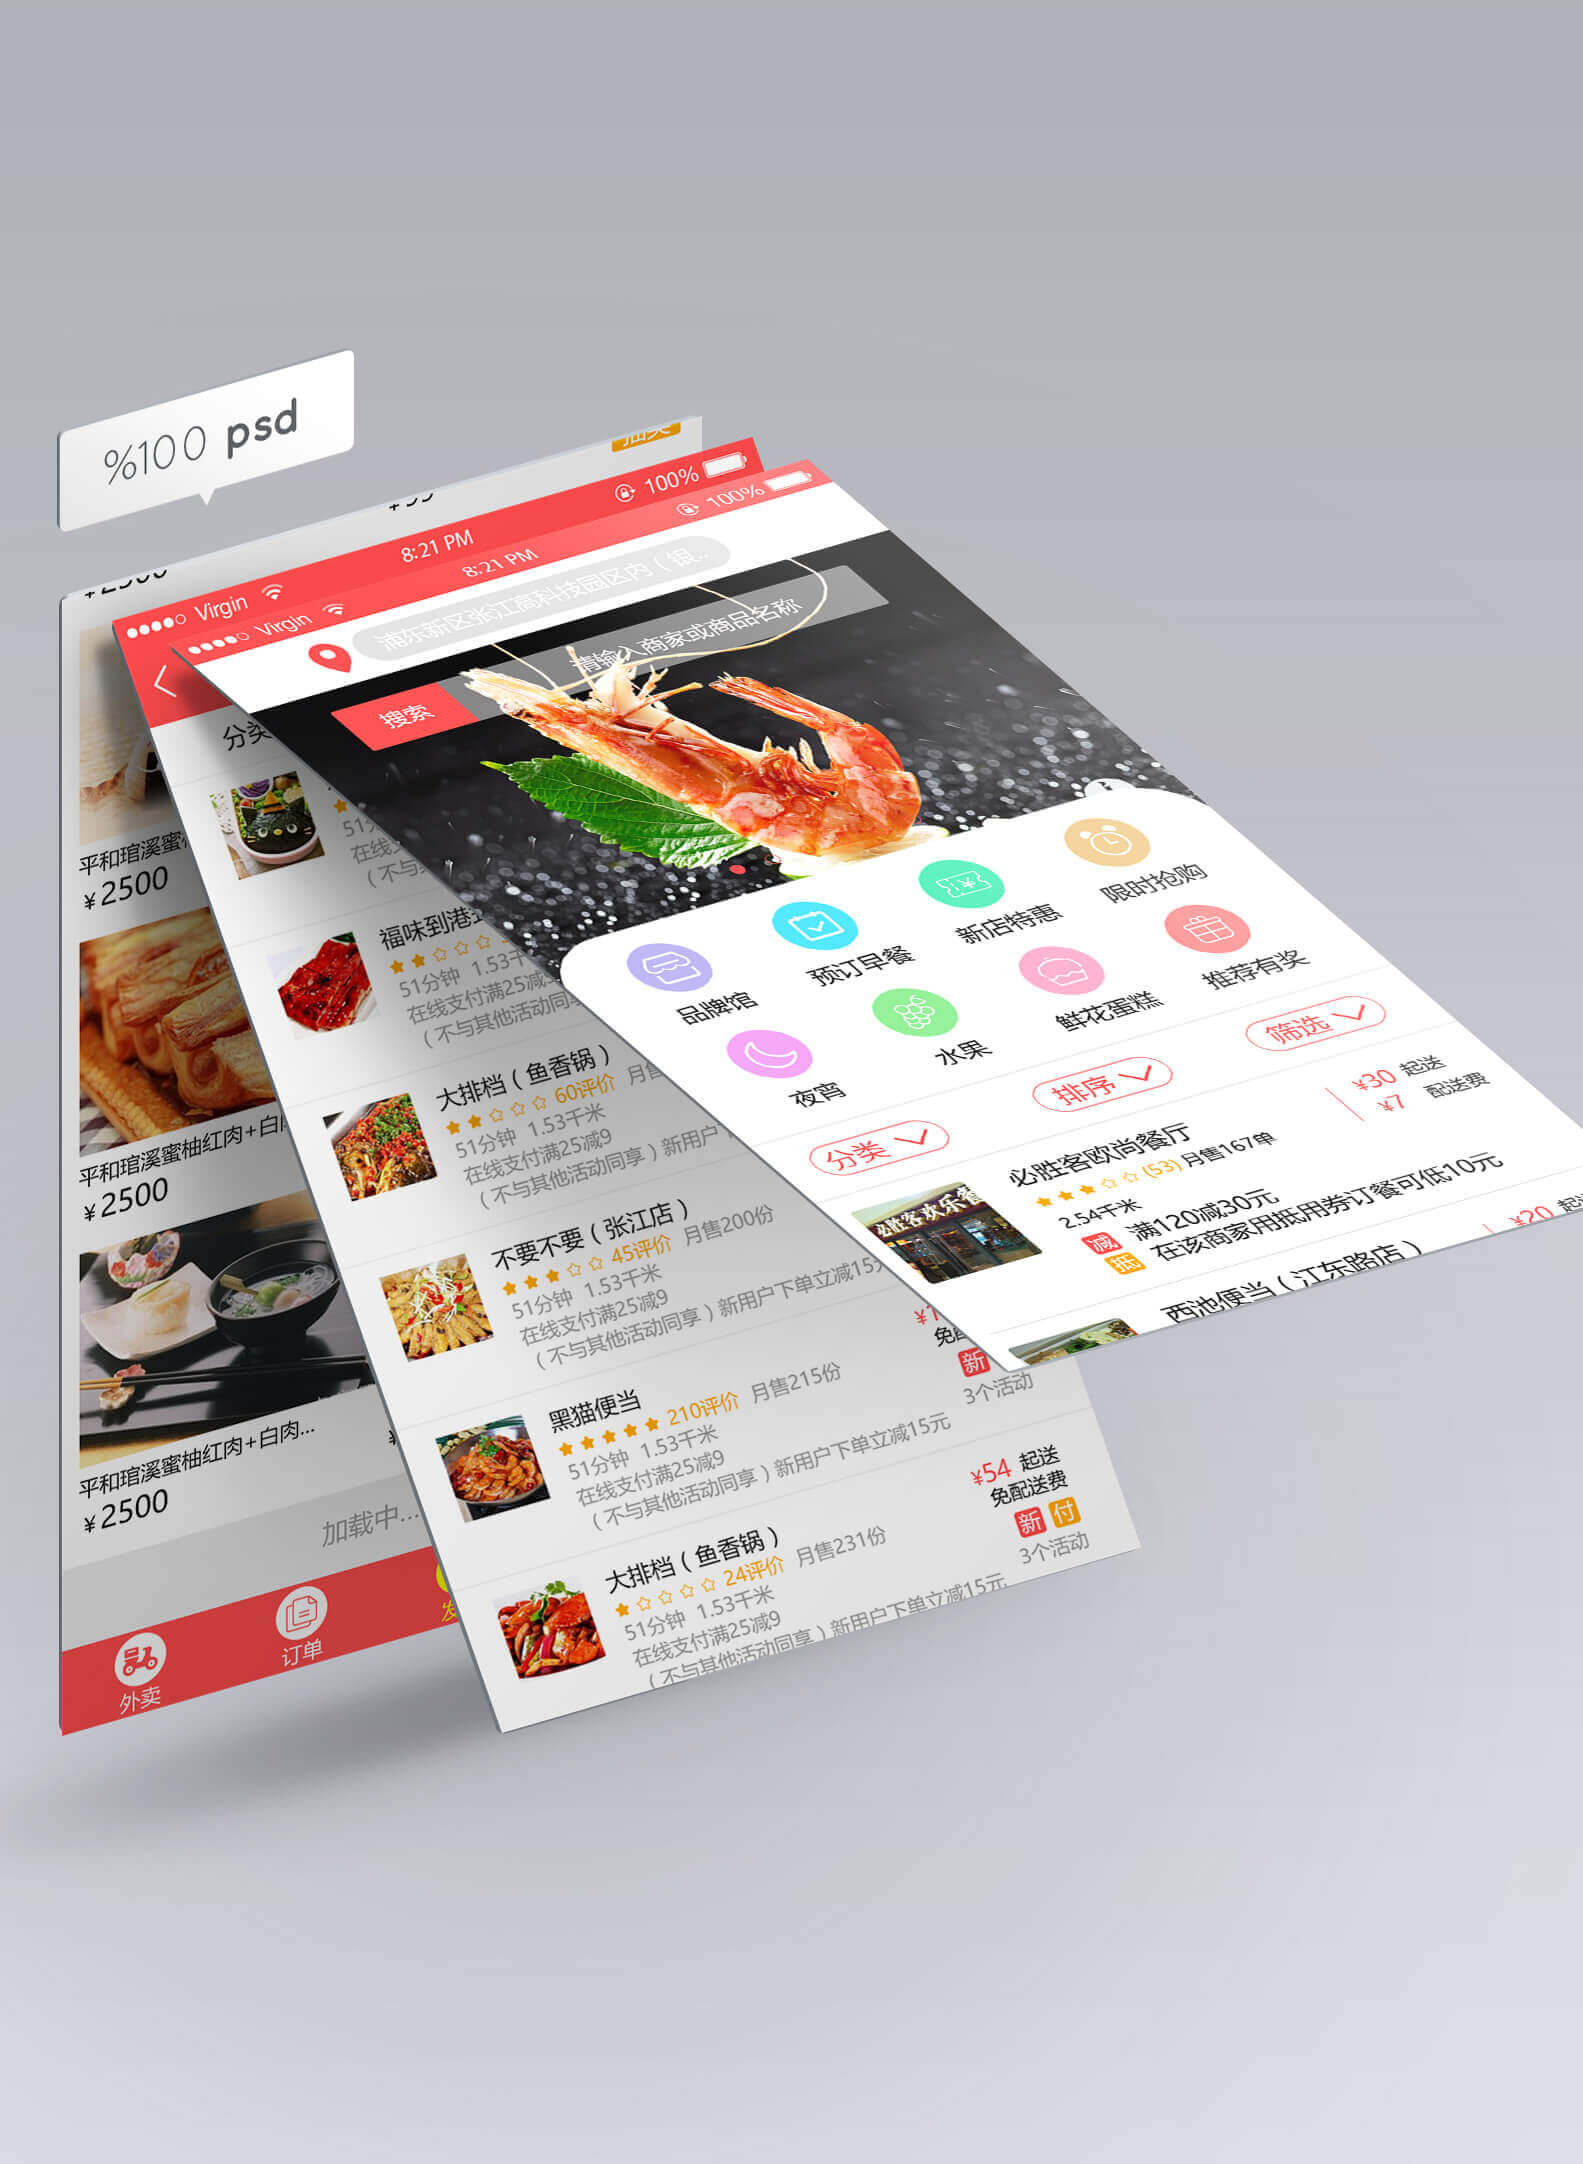 %100 psd
¥2500
平和琯溪蜜
¥2500
平和琯溪蜜柚红肉+白
¥2500
平和琯溪蜜柚红肉+白肉...
¥2500
加载中...
外卖
订单
发
Virgin
8:21 PM
100%
分类
51
在线支
(不与
福味到港
51分钟 1.53千
在线支付满25减
(不与其他活动同
大排档(鱼香锅)
60评价 月售
51分钟 1.53千米
在线支付满25减9
(不与其他活动同享)新用户
不要不要(张江店)
45评价 月售200份
51分钟 1.53千米
在线支付满25减9
(不与其他活动同享)新用户下单立减15
黑猫便当
210评价 月售215份
51分钟 1.53千米
在线支付满25减9
(不与其他活动同享)新用户下单立减15元
新
3个活动
大排档(鱼香锅)
24评价 月售231份
51分钟 1.53千米
在线支付满25减9
(不与其他活动同享)新用户下单立减15元
¥54 起送
免配送费
新 付
3个活动
Virgin
8:21 PM
100%
浦东新区张江高科技园区内(银...
搜索
请输入商家或商品名称
品牌馆
预订早餐
新店特惠
限时抢购
夜宵
水果
鲜花蛋糕
推荐有奖
分类
排序
筛选
必胜客欢乐餐
必胜客欧尚餐厅
(53) 月售167单
2.54千米
¥30 起送
¥7 配送费
减 满120减30元
抵 在该商家用抵用券订餐可低10元
西池便当(江东路店)
¥20 起